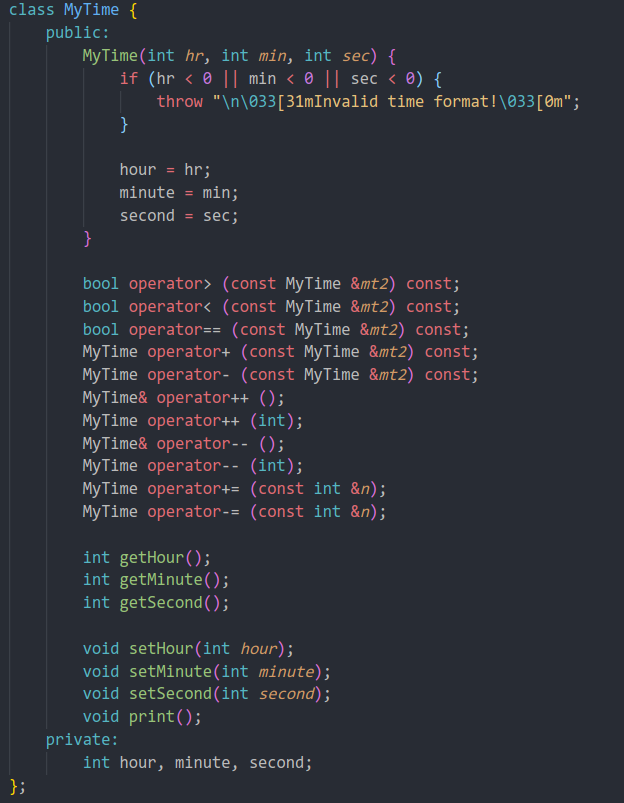 class MyTime {
    public:
        MyTime(int hr, int min, int sec) {
            if (hr < 0 || min < 0 || sec < 0) {
                throw "\n\033[31mInvalid time format!\033[0m";
            }

            hour = hr;
            minute = min;
            second = sec;
        }

        bool operator> (const MyTime &mt2) const;
        bool operator< (const MyTime &mt2) const;
        bool operator== (const MyTime &mt2) const;
        MyTime operator+ (const MyTime &mt2) const;
        MyTime operator- (const MyTime &mt2) const;
        MyTime& operator++ ();
        MyTime operator++ (int);
        MyTime& operator-- ();
        MyTime operator-- (int);
        MyTime operator+= (const int &n);
        MyTime operator-= (const int &n);

        int getHour();
        int getMinute();
        int getSecond();

        void setHour(int hour);
        void setMinute(int minute);
        void setSecond(int second);
        void print();
    private:
        int hour, minute, second;
};